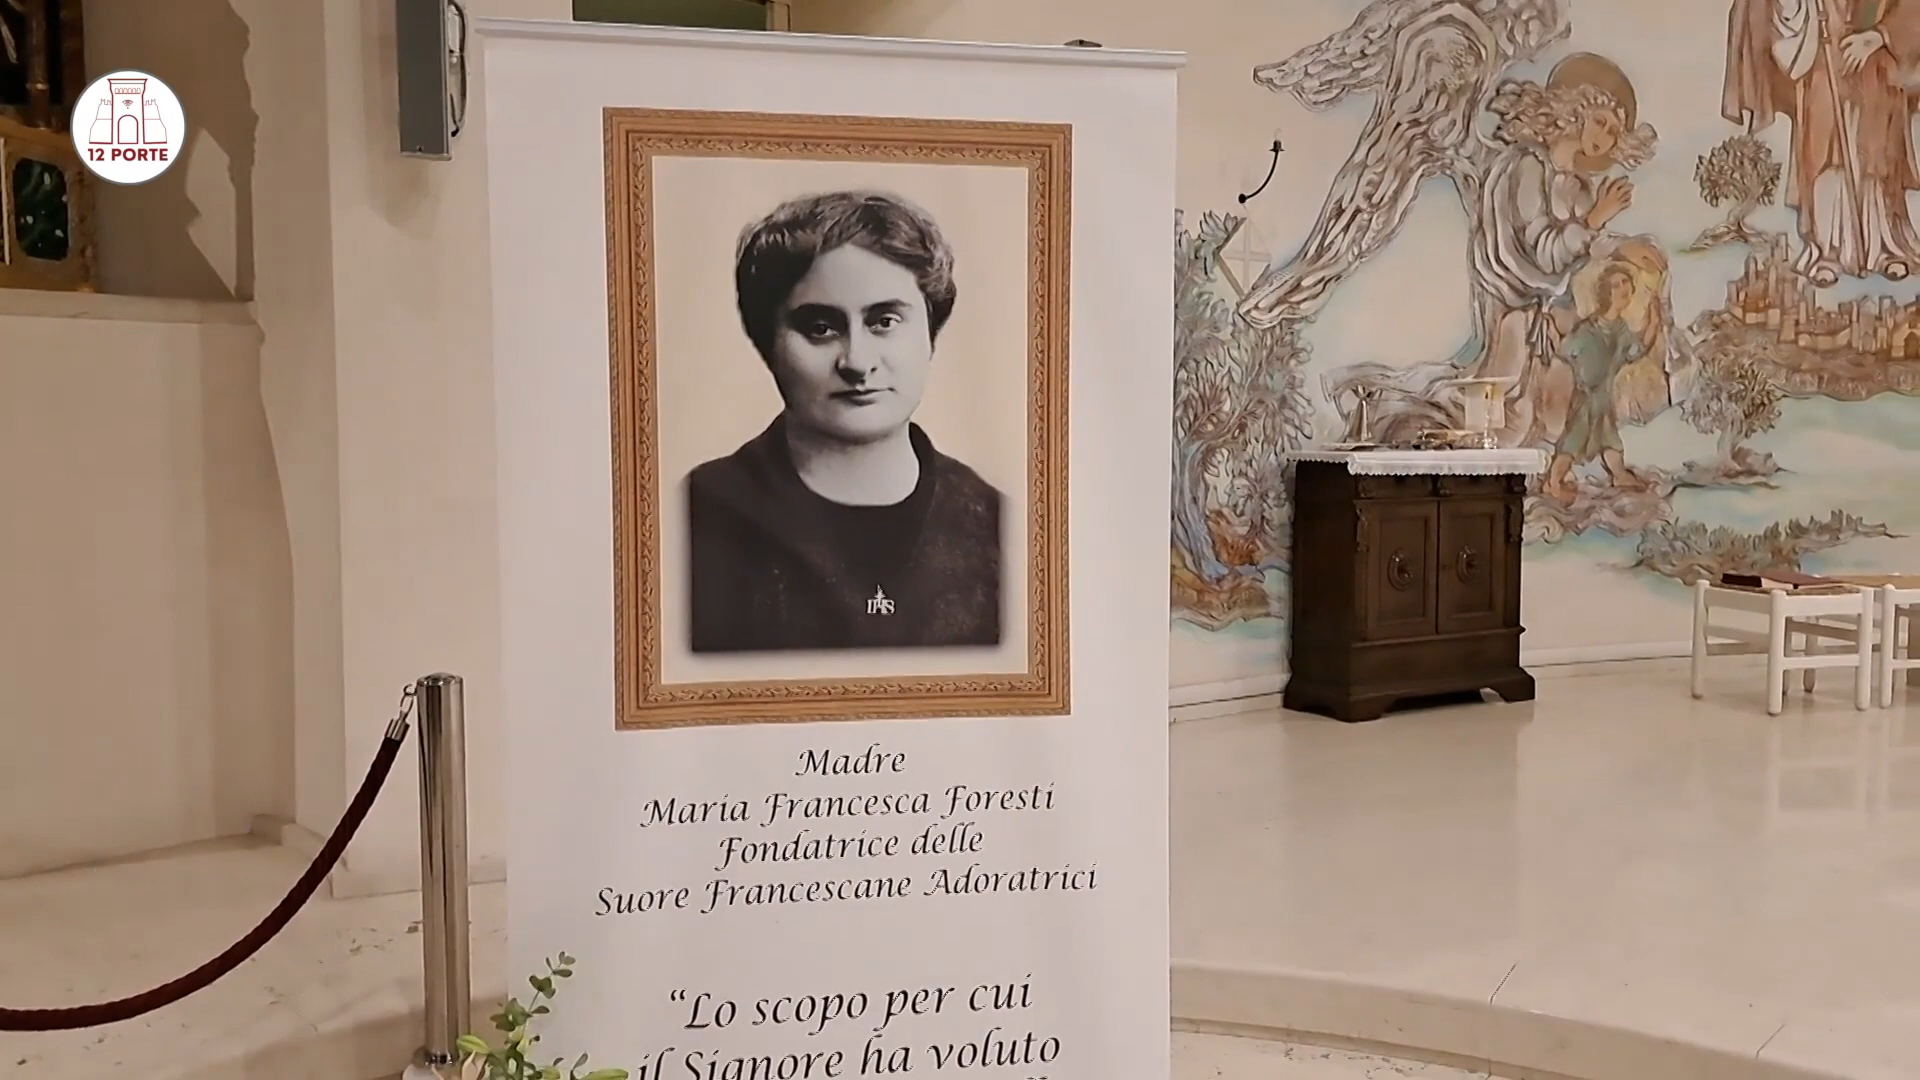 12 PORTE
IHS
Madre
Maria Francesca Foresti
Fondatrice delle
Suore Francescane Adoratrici
“Lo scopo per cui
il Signore ha voluto